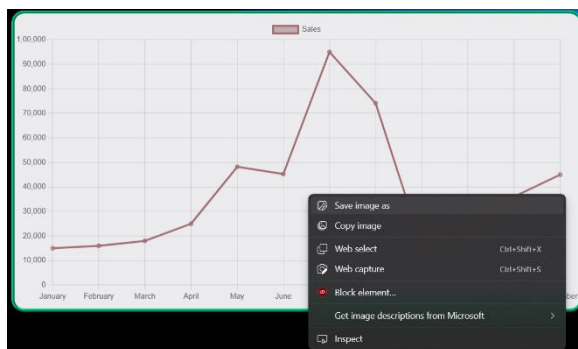 Sales
1,00,000
90,000
80,000
70,000
60,000
50,000
40,000
30,000
20,000
10,000
0
January February March April May June
Save image as
Copy image
Web select Ctrl+Shift+X
Web capture Ctrl+Shift+S
Block element...
Get image descriptions from Microsoft
Inspect